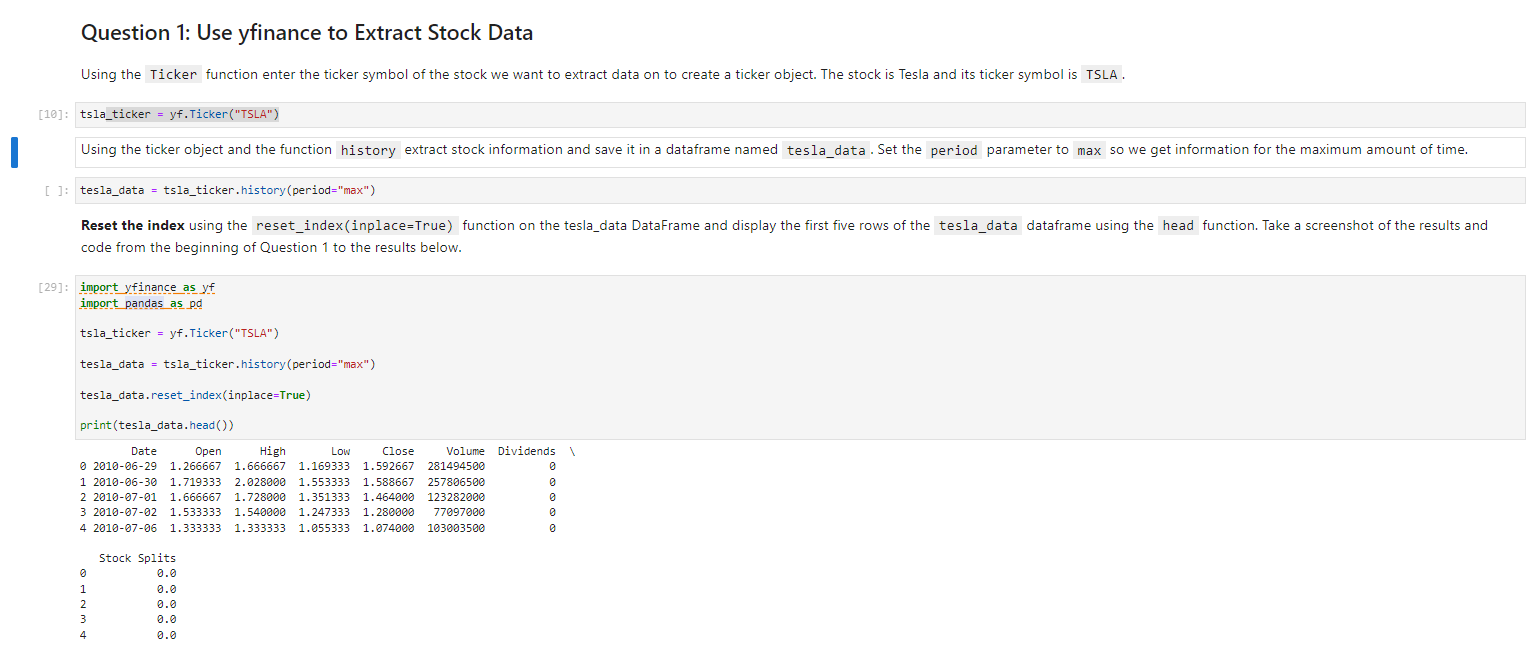 Question 1: Use yfinance to Extract Stock Data
Using the Ticker function enter the ticker symbol of the stock we want to extract data on to create a ticker object. The stock is Tesla and its ticker symbol is TSLA.
[10]: tsla_ticker = yf.Ticker("TSLA")
Using the ticker object and the function history extract stock information and save it in a dataframe named tesla_data. Set the period parameter to max so we get information for the maximum amount of time.
[ ]: tesla_data = tsla_ticker.history(period="max")
Reset the index using the reset_index(inplace=True) function on the tesla_data DataFrame and display the first five rows of the tesla_data dataframe using the head function. Take a screenshot of the results and
code from the beginning of Question 1 to the results below.
[29]: import yfinance as yf
import pandas as pd
tsla_ticker = yf.Ticker("TSLA")
tesla_data = tsla_ticker.history(period="max")
tesla_data.reset_index(inplace=True)
print(tesla_data.head())
Date Open High Low Close Volume Dividends \
0 2010-06-29 1.266667 1.666667 1.169333 1.592667 281494500 0
1 2010-06-30 1.719333 2.028000 1.553333 1.588667 257806500 0
2 2010-07-01 1.666667 1.728000 1.351333 1.464000 123282000 0
3 2010-07-02 1.533333 1.540000 1.247333 1.280000 77097000 0
4 2010-07-06 1.333333 1.333333 1.055333 1.074000 103003500 0
Stock Splits
0 0.0
1 0.0
2 0.0
3 0.0
4 0.0